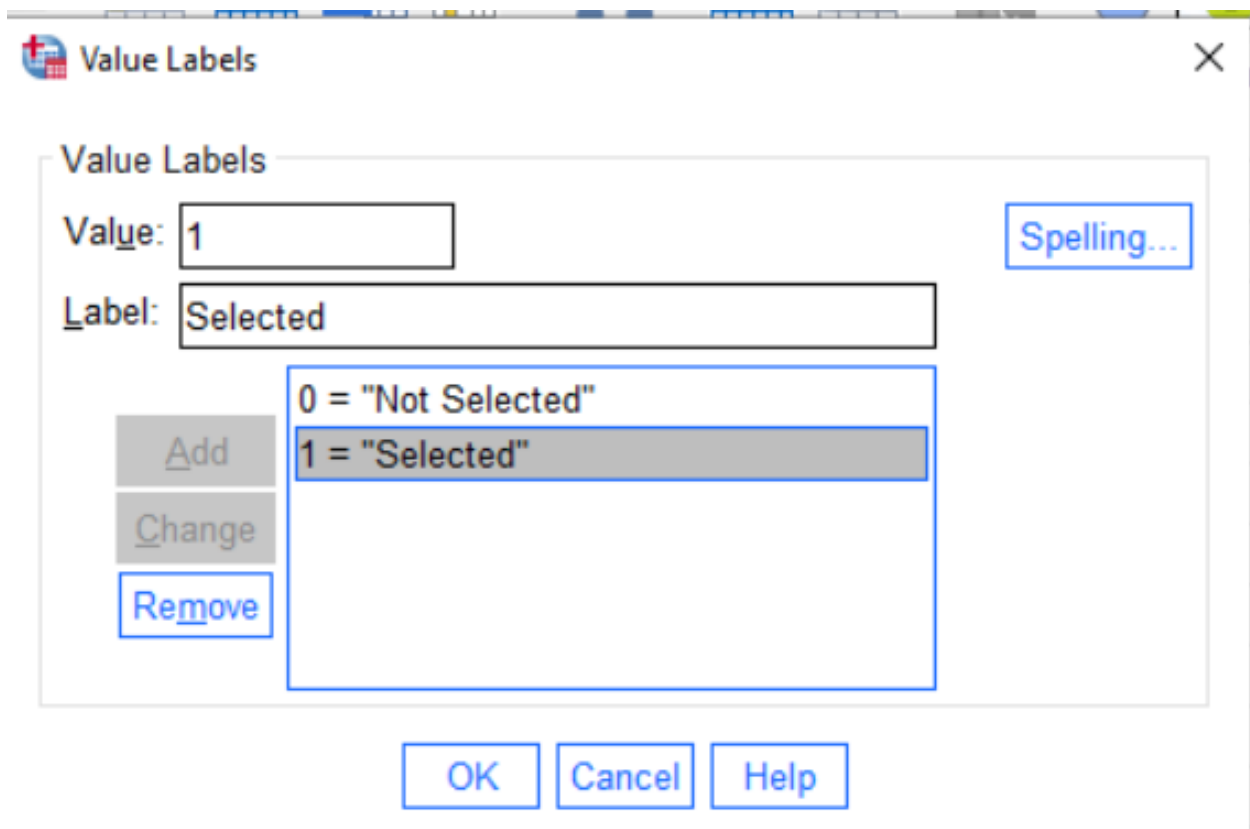 Value Labels
Value Labels
Value: 1
Spelling...
Label: Selected
0 = "Not Selected"
Add
1 = "Selected"
Change
Remove
OK Cancel Help